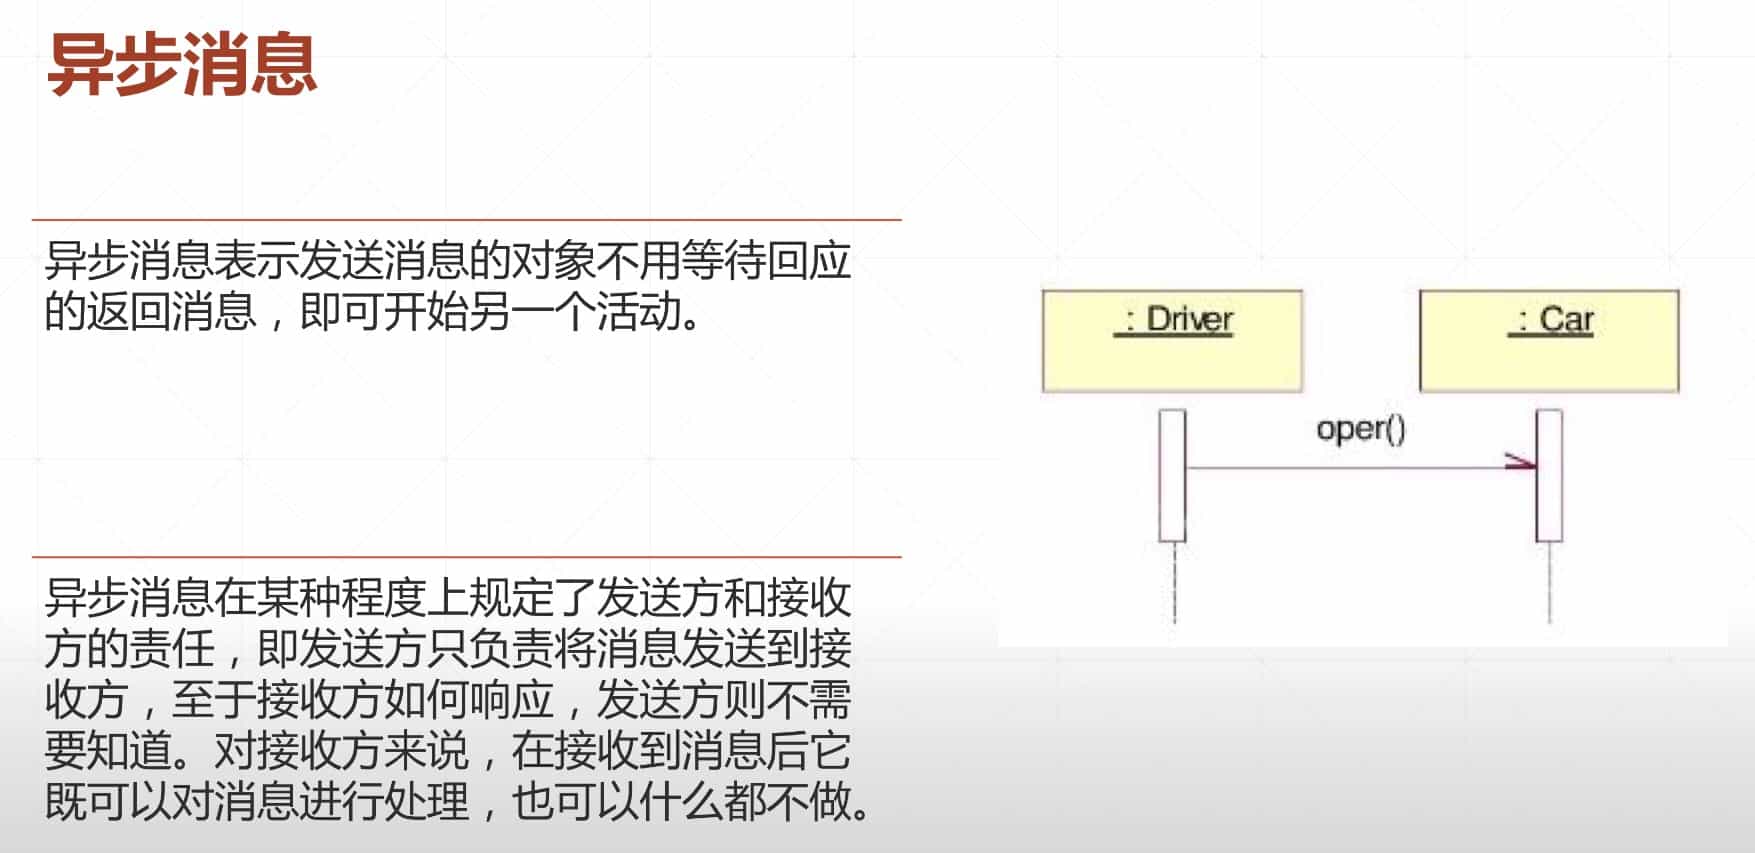 异步消息
异步消息表示发送消息的对象不用等待回应
的返回消息，即可开始另一个活动。
异步消息在某种程度上规定了发送方和接收
方的责任，即发送方只负责将消息发送到接
收方，至于接收方如何响应，发送方则不需
要知道。对接收方来说，在接收到消息后它
既可以对消息进行处理，也可以什么都不做。
: Driver
: Car
oper()